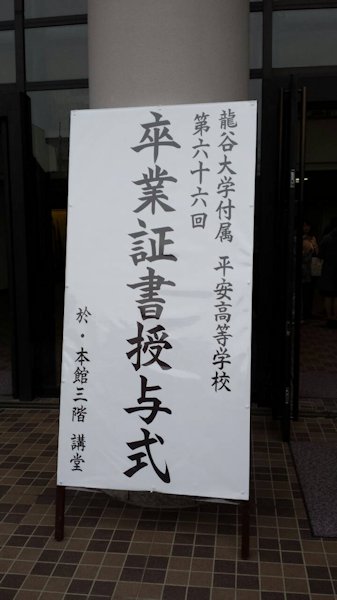 龍谷大学付属 平安高等学校
第六十六回
卒業証書授与式
於・本館三階 講堂